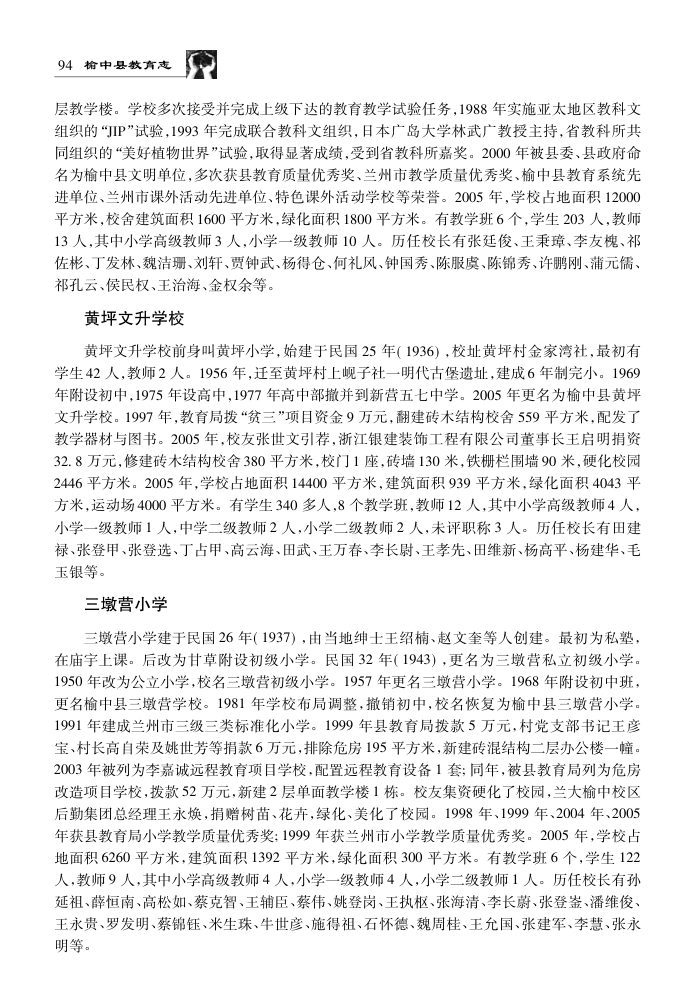 94 榆中县教育志
层教学楼。学校多次接受并完成上级下达的教育教学试验任务,1988 年实施亚太地区教科文
组织的“JIP”试验,1993 年完成联合教科文组织,日本广岛大学林武广教授主持,省教科所共
同组织的“美好植物世界”试验,取得显著成绩,受到省教科所嘉奖。2000 年被县委、县政府命
名为榆中县文明单位,多次获县教育质量优秀奖、兰州市教学质量优秀奖、榆中县教育系统先
进单位、兰州市课外活动先进单位、特色课外活动学校等荣誉。2005 年,学校占地面积 12000
平方米,校舍建筑面积 1600 平方米,绿化面积 1800 平方米。有教学班 6 个,学生 203 人,教师
13 人,其中小学高级教师 3 人,小学一级教师 10 人。历任校长有张廷俊、王秉璋、李友槐、祁
佐彬、丁发林、魏洁珊、刘轩、贾钟武、杨得仓、何礼风、钟国秀、陈服虞、陈锦秀、许鹏刚、蒲元儒、
祁孔云、侯民权、王治海、金权余等。
黄坪文升学校
黄坪文升学校前身叫黄坪小学,始建于民国 25 年(1936),校址黄坪村金家湾社,最初有
学生 42 人,教师 2 人。1956 年,迁至黄坪村上岘子社一明代古堡遗址,建成 6 年制完小。1969
年附设初中,1975 年设高中,1977 年高中部撤并到新营五七中学。2005 年更名为榆中县黄坪
文升学校。1997 年,教育局拨“贫三”项目资金 9 万元,翻建砖木结构校舍 559 平方米,配发了
教学器材与图书。2005 年,校友张世文引荐,浙江银建装饰工程有限公司董事长王启明捐资
32.8 万元,修建砖木结构校舍 380 平方米,校门 1 座,砖墙 130 米,铁栅栏围墙 90 米,硬化校园
2446 平方米。2005 年,学校占地面积 14400 平方米,建筑面积 939 平方米,绿化面积 4043 平
方米,运动场 4000 平方米。有学生 340 多人,8 个教学班,教师 12 人,其中小学高级教师 4 人,
小学一级教师 1 人,中学二级教师 2 人,小学二级教师 2 人,未评职称 3 人。历任校长有田建
禄、张登甲、张登选、丁占甲、高云海、田武、王万春、李长尉、王孝先、田维新、杨高平、杨建华、毛
玉银等。
三墩营小学
三墩营小学建于民国 26 年(1937),由当地绅士王绍楠、赵文奎等人创建。最初为私塾,
在庙宇上课。后改为甘草附设初级小学。民国 32 年(1943),更名为三墩营私立初级小学。
1950 年改为公立小学,校名三墩营初级小学。1957 年更名三墩营小学。1968 年附设初中班,
更名榆中县三墩营学校。1981 年学校布局调整,撤销初中,校名恢复为榆中县三墩营小学。
1991 年建成兰州市三级三类标准化小学。1999 年县教育局拨款 5 万元,村党支部书记王彦
宝、村长高自荣及姚世芳等捐款 6 万元,排除危房 195 平方米,新建砖混结构二层办公楼一幢。
2003 年被列为李嘉诚远程教育项目学校,配置远程教育设备 1 套;同年,被县教育局列为危房
改造项目学校,拨款 52 万元,新建 2 层单面教学楼 1 栋。校友集资硬化了校园,兰大榆中校区
后勤集团总经理王永焕,捐赠树苗、花卉,绿化、美化了校园。1998 年、1999 年、2004 年、2005
年获县教育局小学教学质量优秀奖;1999 年获兰州市小学教学质量优秀奖。2005 年,学校占
地面积 6260 平方米,建筑面积 1392 平方米,绿化面积 300 平方米。有教学班 6 个,学生 122
人,教师 9 人,其中小学高级教师 4 人,小学一级教师 4 人,小学二级教师 1 人。历任校长有孙
延祖、薛恒南、高松如、蔡克智、王辅臣、蔡伟、姚登岗、王执枢、张海清、李长蔚、张登崟、潘维俊、
王永贵、罗发明、蔡锦钰、米生珠、牛世彦、施得祖、石怀德、魏周桂、王允国、张建军、李慧、张永
明等。